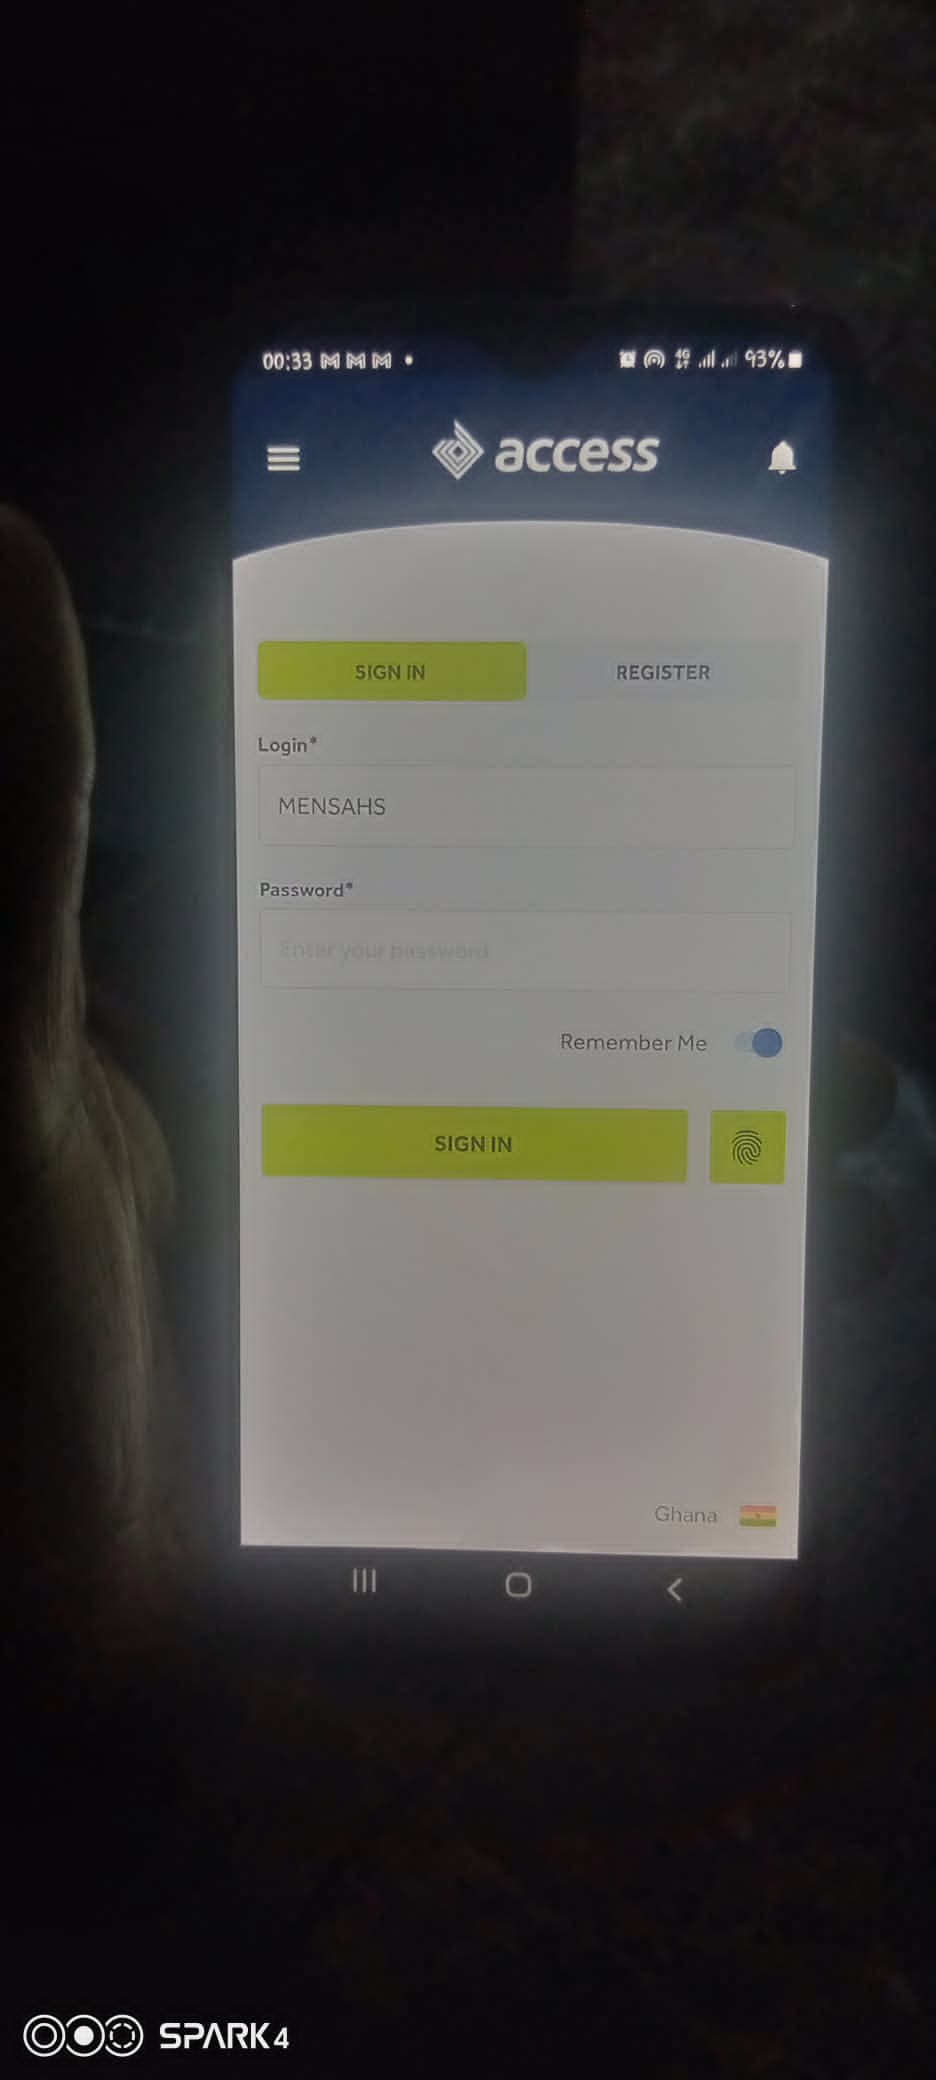 00:33 93%
access
SIGN IN REGISTER
Login*
MENSAHS
Password*
Enter your password
Remember Me
SIGN IN
Ghana
SPARK 4